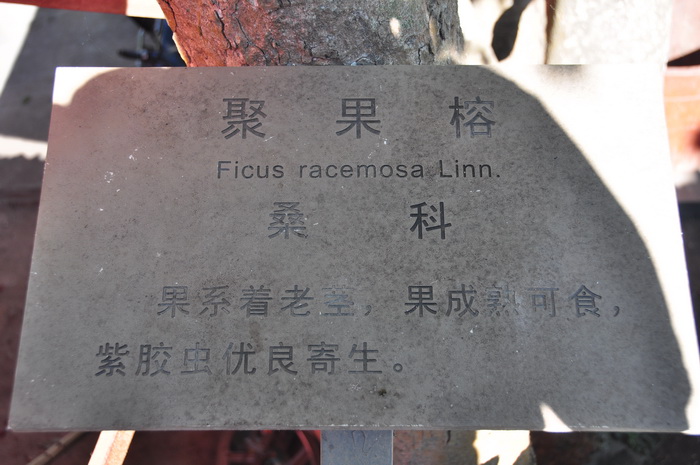 聚果榕
Ficus racemosa Linn.
桑科
果系着老茎，果成熟可食，
紫胶虫优良寄生。